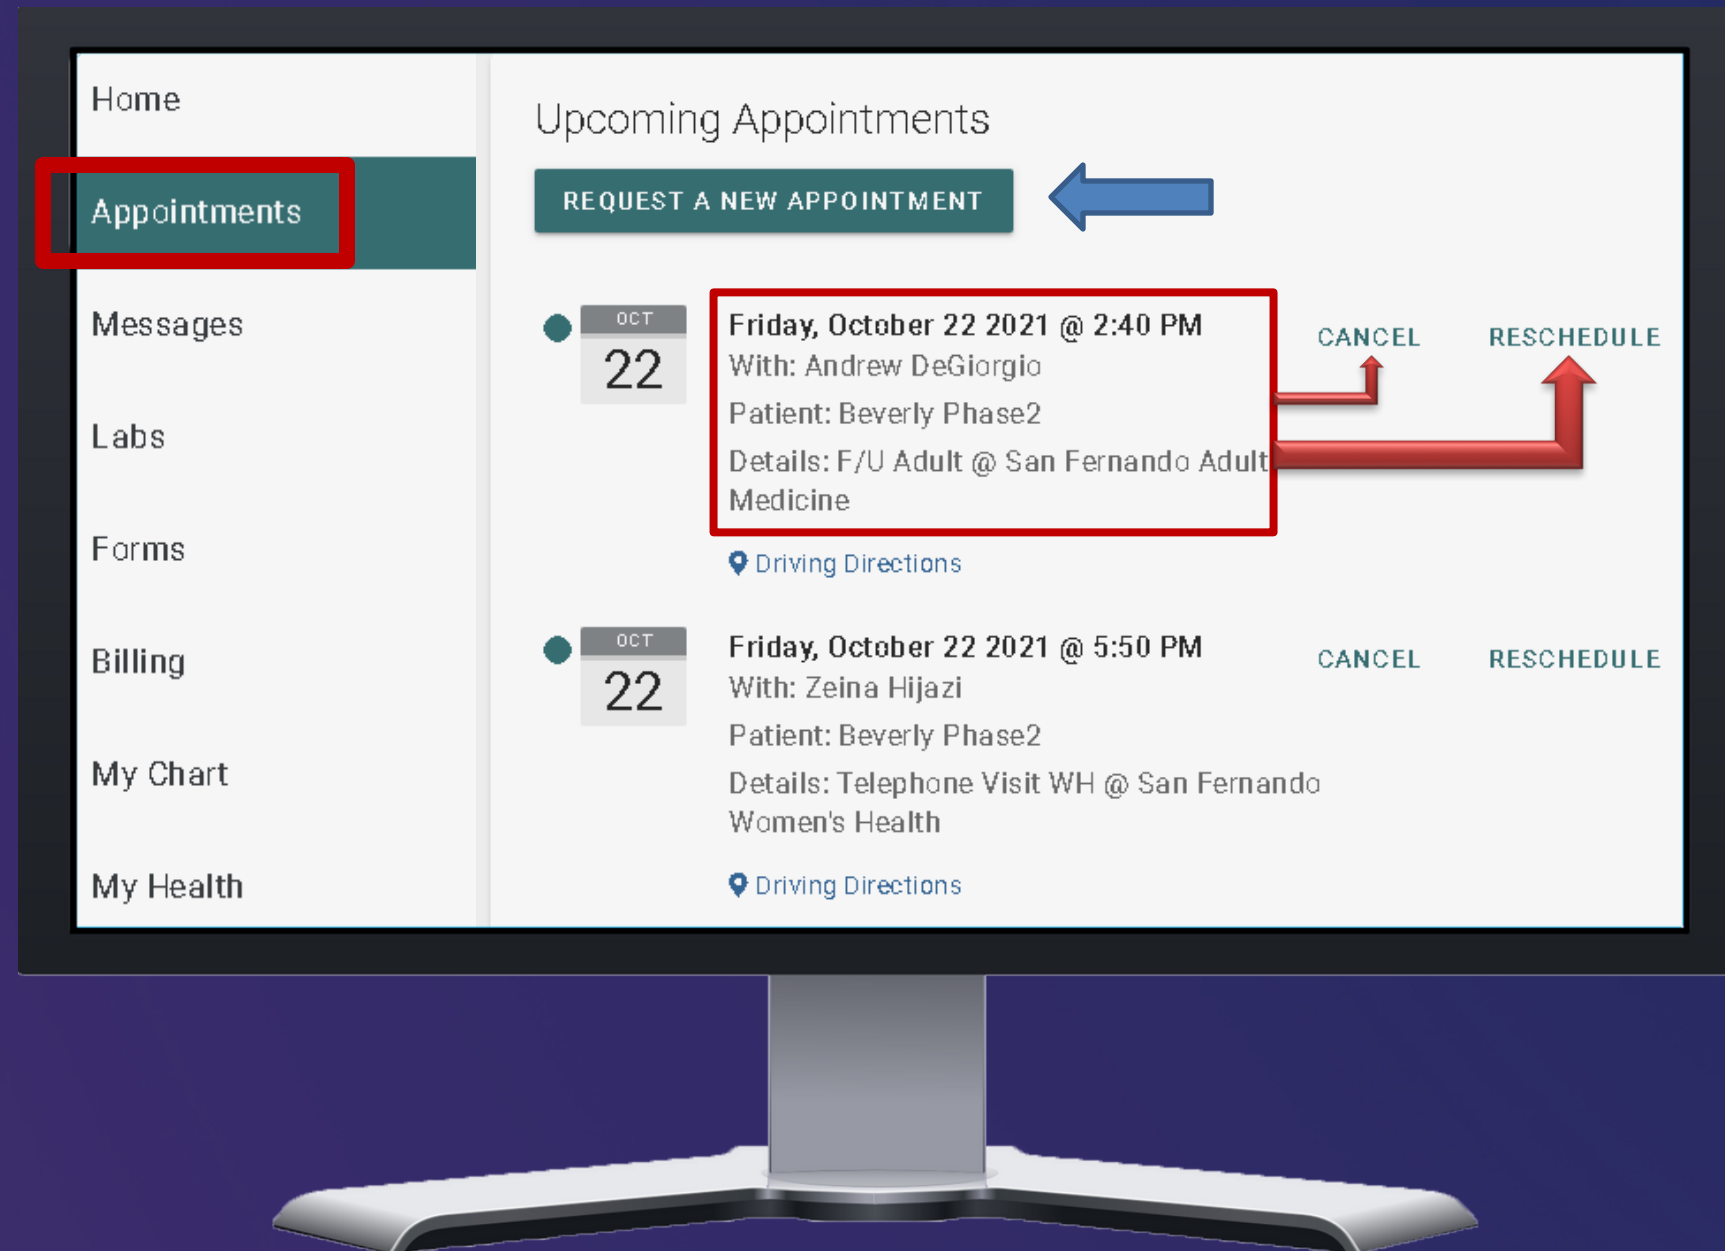 Home
Appointments
Messages
Labs
Forms
Billing
My Chart
My Health
Upcoming Appointments
REQUEST A NEW APPOINTMENT
OCT
22
Friday, October 22 2021 @ 2:40 PM
With: Andrew DeGiorgio
Patient: Beverly Phase2
Details: F/U Adult @ San Fernando Adult
Medicine
Driving Directions
CANCEL
RESCHEDULE
OCT
22
Friday, October 22 2021 @ 5:50 PM
With: Zeina Hijazi
Patient: Beverly Phase2
Details: Telephone Visit WH @ San Fernando
Women's Health
Driving Directions
CANCEL
RESCHEDULE